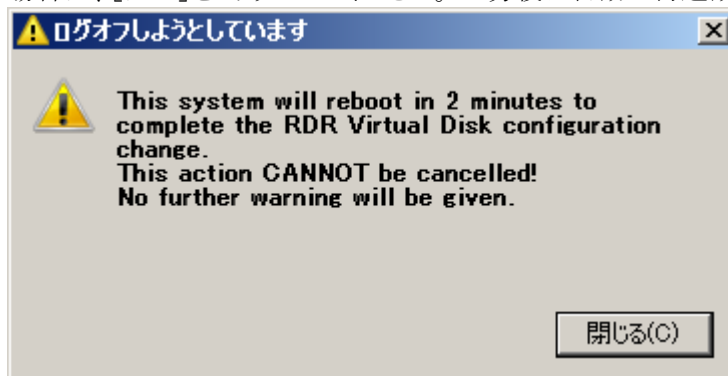 ログオフしようとしています
This system will reboot in 2 minutes to
complete the RDR Virtual Disk configuration
change.
This action CANNOT be cancelled!
No further warning will be given.
閉じる(C)